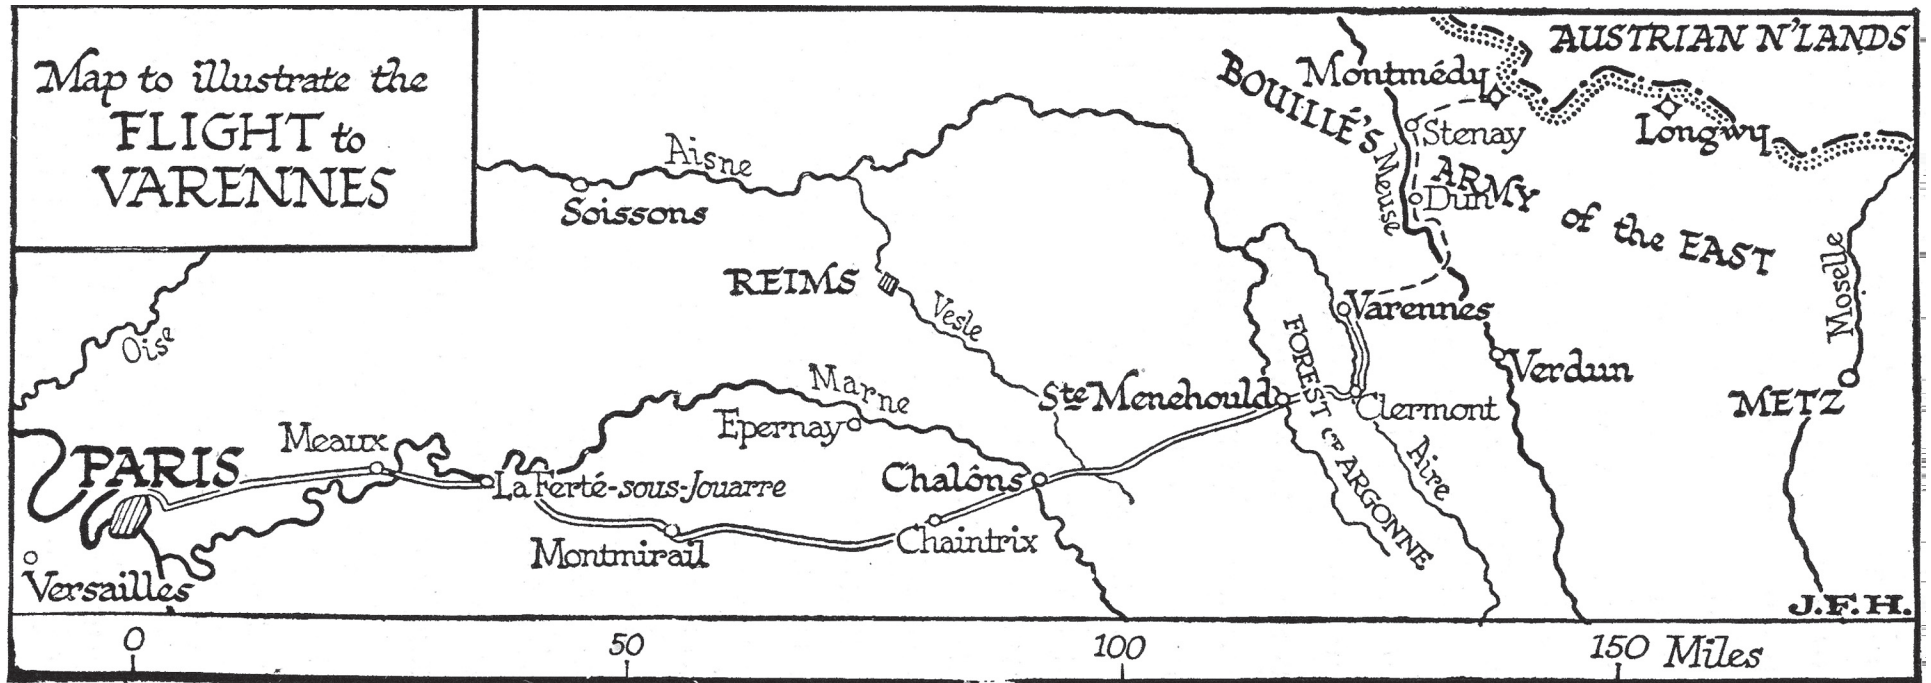 Map to illustrate the
FLIGHT to
VARENNES
AUSTRIAN N'LANDS
Montmédy
BOUILLÉ'S
ARMY of the EAST
Stenay
Longwy
Meuse
Dun
Aisne
Soissons
REIMS
Vesle
Moselle
Oise
Varennes
Verdun
FOREST OF ARGONNE
Marne
Epernay
Ste Menehould
Clermont
METZ
Aire
Meaux
PARIS
La Ferté-sous-Jouarre
Chalôns
Montmirail
Chaintrix
Versailles
J.F.H.
0 50 100 150 Miles